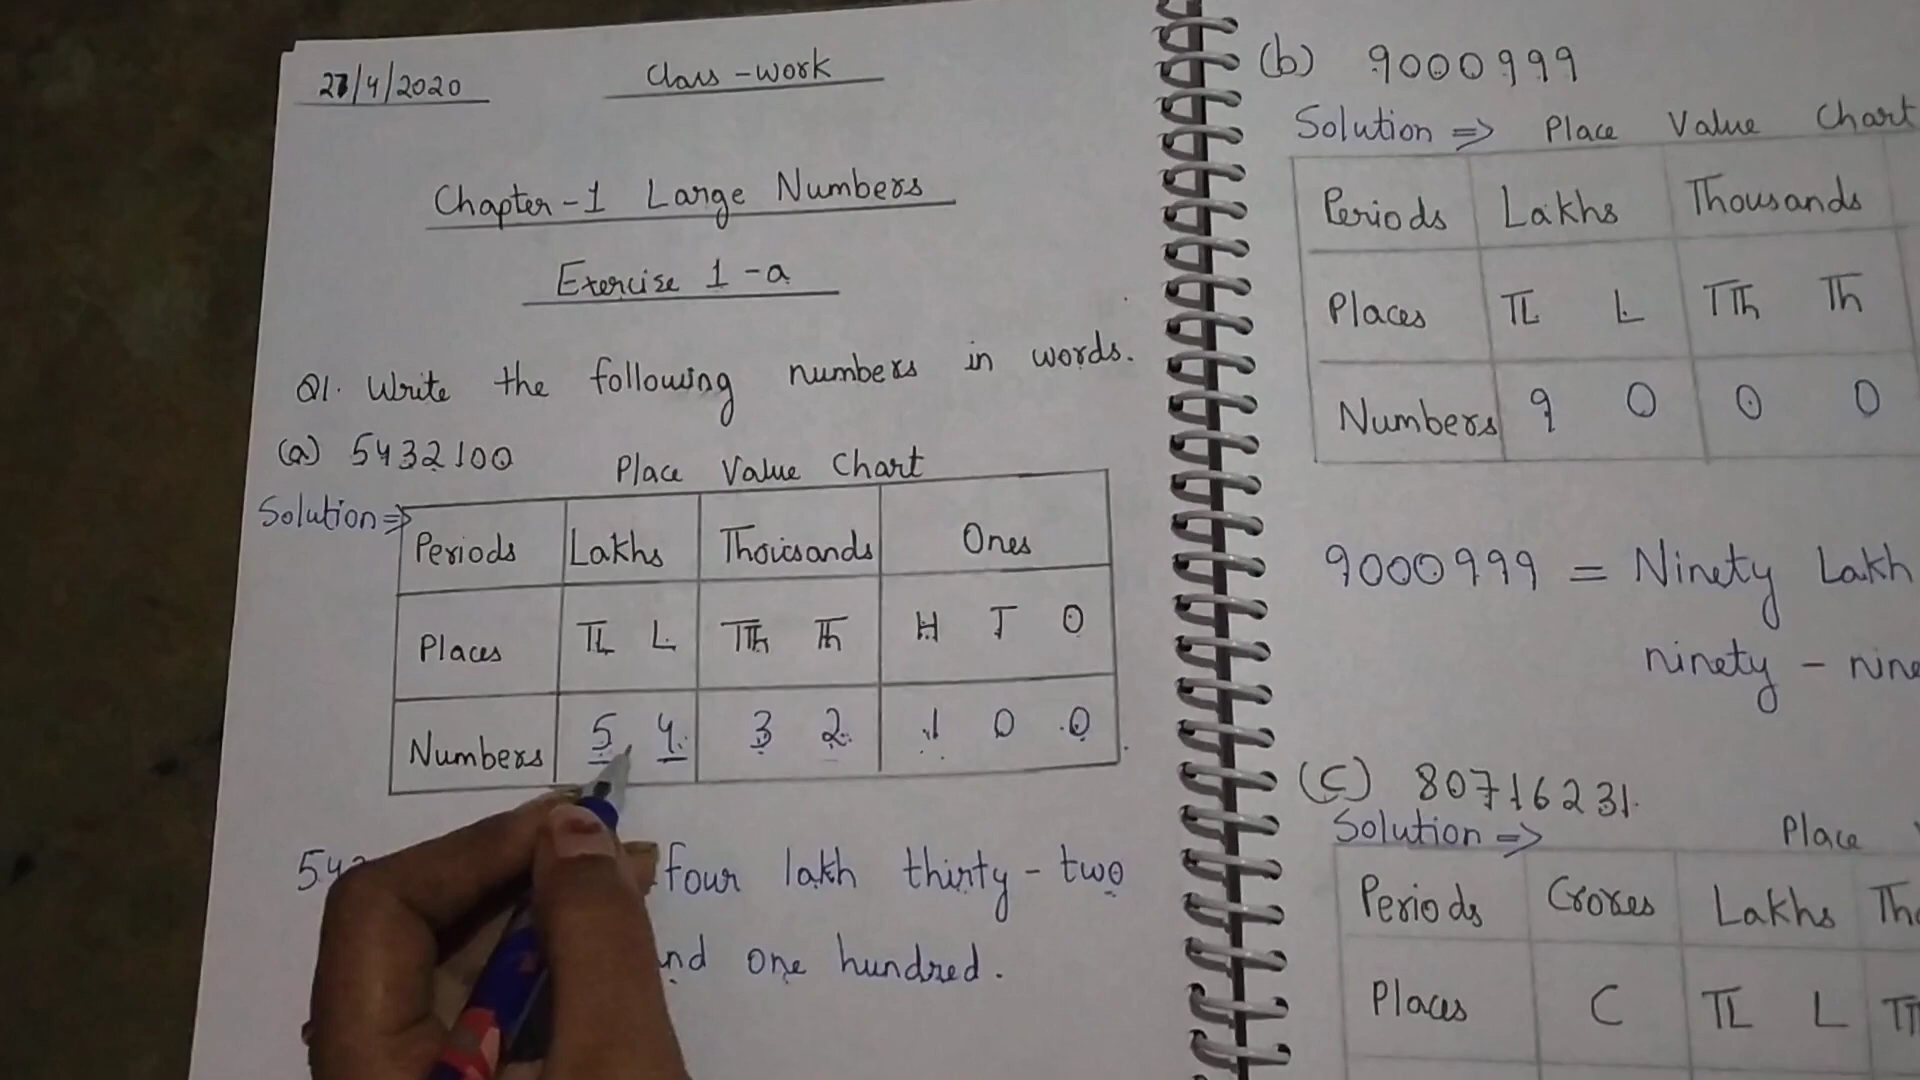 27/4/2020 Class-work
Chapter-1 Large Numbers
Exercise 1-a
Q1. Write the following numbers in words.
(a) 5432100
Place Value Chart
Solution ⇒
Periods Lakhs Thousands Ones
Places TL L TTh Th H T O
Numbers 5 4 3 2 1 0 0
four lakh thirty-two
one hundred.
(b) 9000999
Solution ⇒ Place Value Chart
Periods Lakhs Thousands
Places TL L TTh Th
Numbers 9 0 0 0
9000999 = Ninety Lakh
ninety-nine
(C) 80716231.
Solution ⇒ Place
Periods Crores Lakhs
Places C TL L